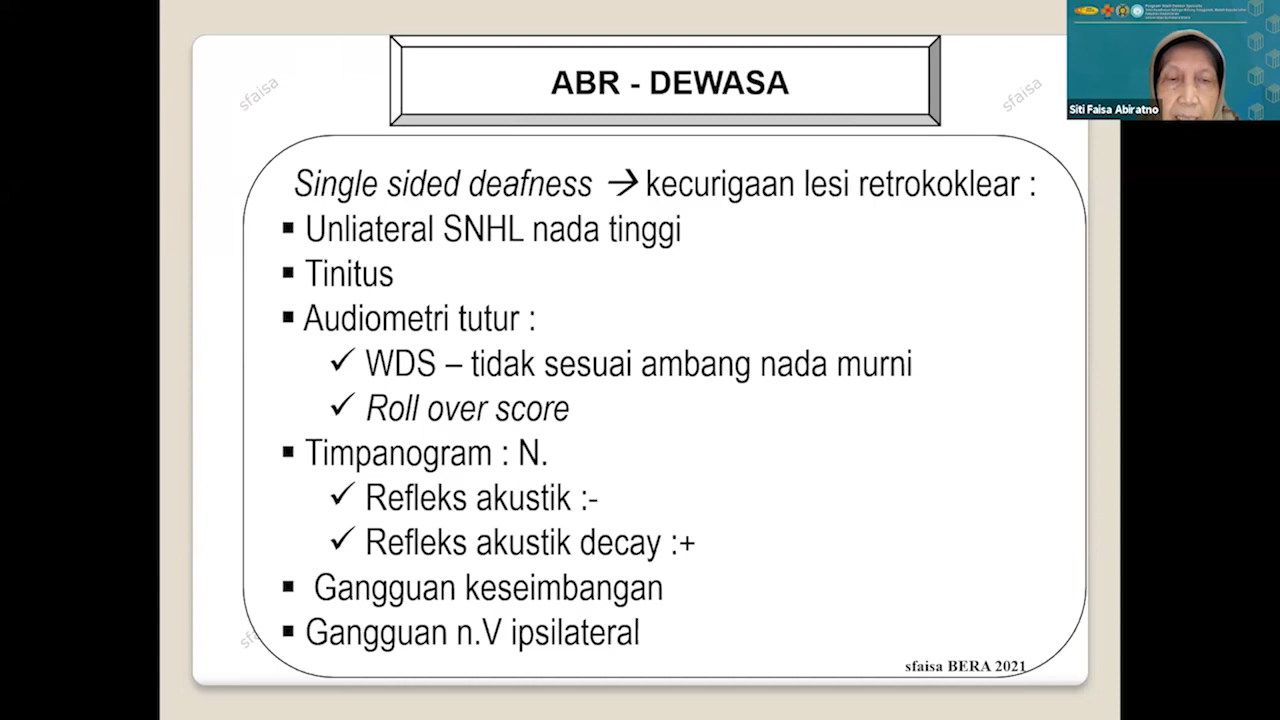 ABR - DEWASA
sfaisa
sfaisa
Single sided deafness → kecurigaan lesi retrokoklear :
▪ Unliateral SNHL nada tinggi
▪ Tinitus
▪ Audiometri tutur :
✓ WDS – tidak sesuai ambang nada murni
✓ Roll over score
▪ Timpanogram : N.
✓ Refleks akustik :-
✓ Refleks akustik decay :+
▪ Gangguan keseimbangan
▪ Gangguan n.V ipsilateral
sfaisa BERA 2021
Siti Faisa Abiratno